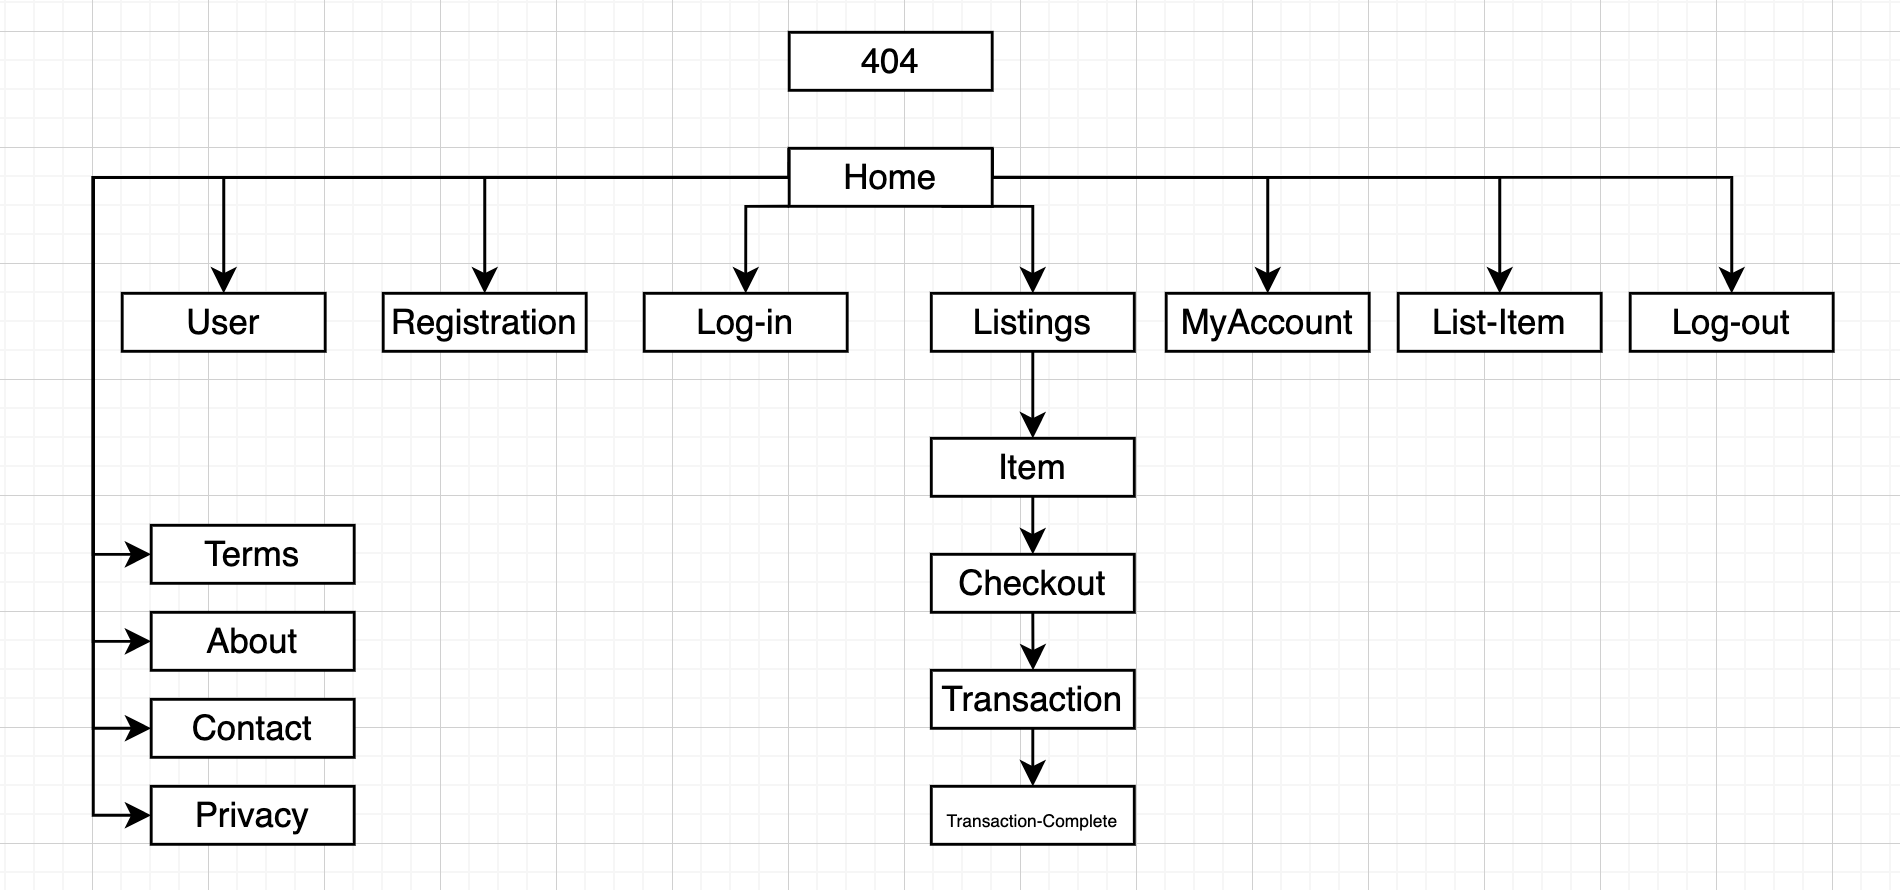 404
Home
User
Registration
Log-in
Listings
MyAccount
List-Item
Log-out
Item
Terms
Checkout
About
Transaction
Contact
Privacy
Transaction-Complete